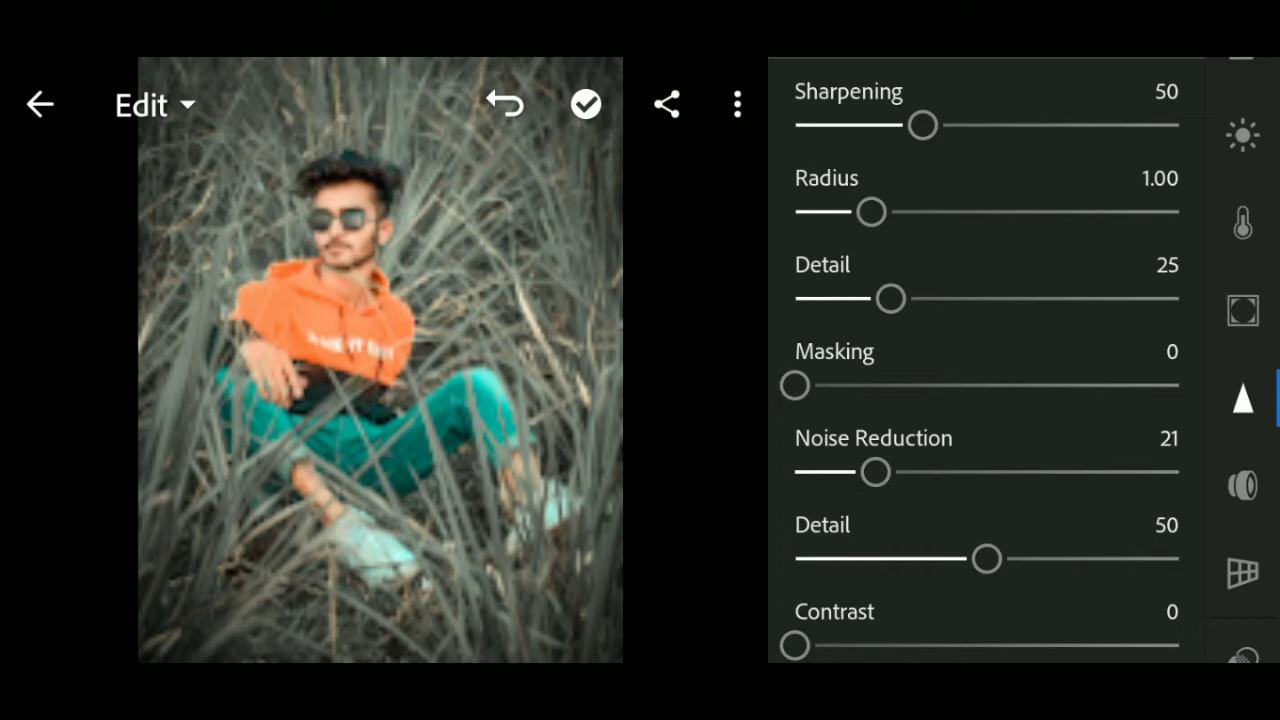 Edit
Sharpening 50
Radius 1.00
Detail 25
Masking 0
Noise Reduction 21
Detail 50
Contrast 0